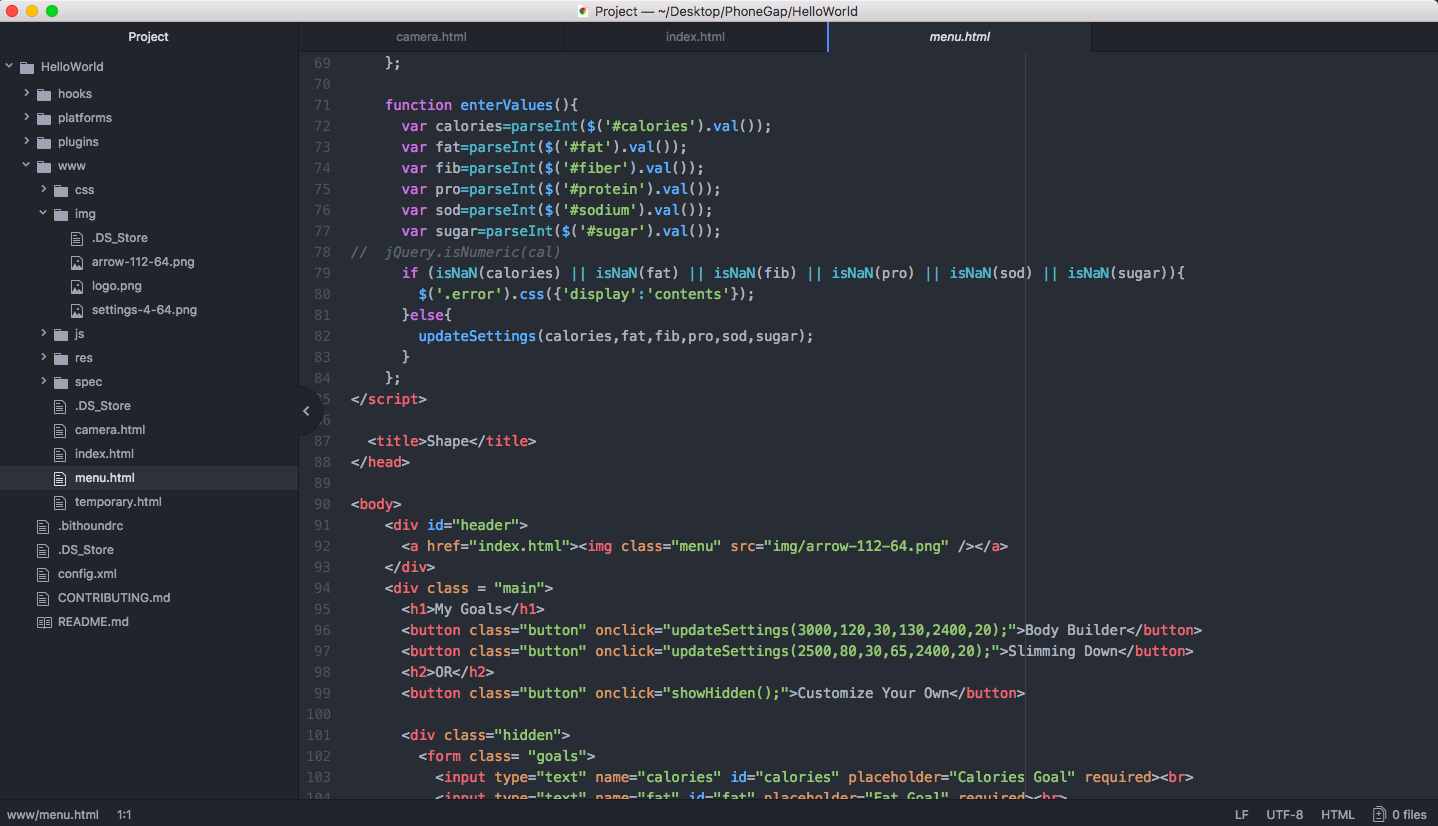 Project — ~/Desktop/PhoneGap/HelloWorld
Project
HelloWorld
hooks
platforms
plugins
www
css
img
.DS_Store
arrow-112-64.png
logo.png
settings-4-64.png
js
res
spec
.DS_Store
camera.html
index.html
menu.html
temporary.html
.bithoundrc
.DS_Store
config.xml
CONTRIBUTING.md
README.md
camera.html
index.html
menu.html
69 };
70
71 function enterValues(){
72 var calories=parseInt($('#calories').val());
73 var fat=parseInt($('#fat').val());
74 var fib=parseInt($('#fiber').val());
75 var pro=parseInt($('#protein').val());
76 var sod=parseInt($('#sodium').val());
77 var sugar=parseInt($('#sugar').val());
78 // jQuery.isNumeric(cal)
79 if (isNaN(calories) || isNaN(fat) || isNaN(fib) || isNaN(pro) || isNaN(sod) || isNaN(sugar)){
80 $('.error').css({'display':'contents'});
81 }else{
82 updateSettings(calories,fat,fib,pro,sod,sugar);
83 }
84 };
85 </script>
86
87 <title>Shape</title>
88 </head>
89
90 <body>
91 <div id="header">
92 <a href="index.html"><img class="menu" src="img/arrow-112-64.png" /></a>
93 </div>
94 <div class = "main">
95 <h1>My Goals</h1>
96 <button class="button" onclick="updateSettings(3000,120,30,130,2400,20);">Body Builder</button>
97 <button class="button" onclick="updateSettings(2500,80,30,65,2400,20);">Slimming Down</button>
98 <h2>OR</h2>
99 <button class="button" onclick="showHidden();">Customize Your Own</button>
100
101 <div class="hidden">
102 <form class= "goals">
103 <input type="text" name="calories" id="calories" placeholder="Calories Goal" required><br>
104 <input type="text" name="fat" id="fat" placeholder="Fat Goal" required><br>
www/menu.html 1:1
LF UTF-8 HTML 0 files